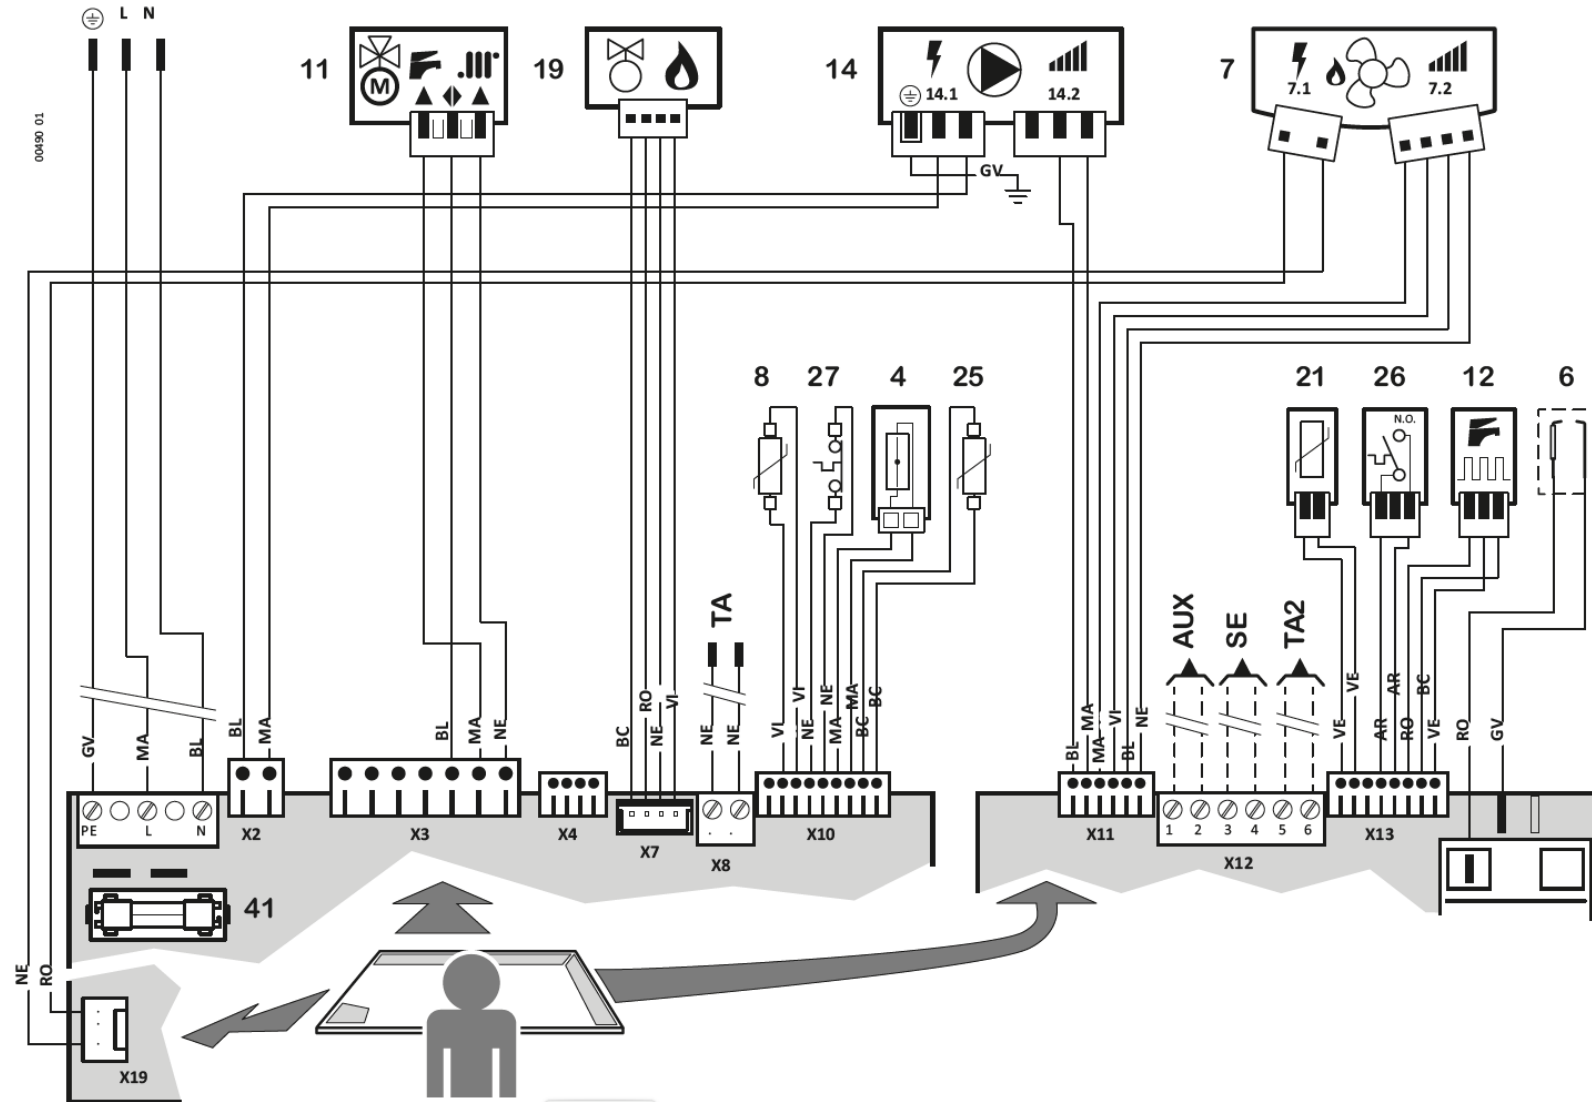 L N
00490 01
11
M
19
14
14.1
14.2
7
7.1
7.2
GV
8
27
4
25
21
26
N.O.
12
6
TA
AUX
SE
TA2
GV
MA
BL
BL
MA
BL
MA
NE
BC
RO
NE
VI
NE
NE
VI
VI
NE
NE
MA
MA
BC
BC
BL
MA
MA
VI
BL
NE
VE
VE
AR
AR
RO
BC
VE
RO
GV
PE
L
N
X2
X3
X4
X7
X8
X10
X11
1 2 3 4 5 6
X12
X13
41
NE
RO
X19